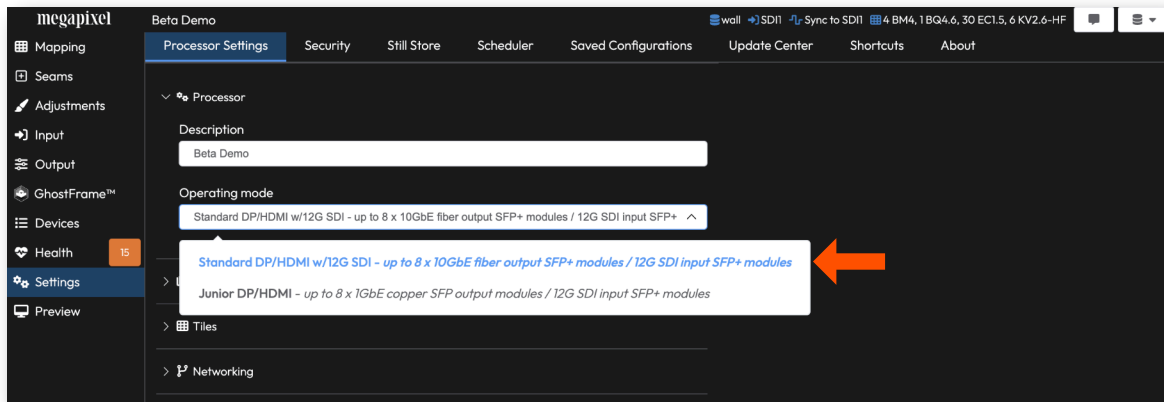 megapixel
Beta Demo
wall SDI1 Sync to SDI1 4 BM4, 1 BQ4.6, 30 EC1.5, 6 KV2.6-HF
Mapping
Seams
Adjustments
Input
Output
GhostFrame™
Devices
Health 15
Settings
Preview
Processor Settings Security Still Store Scheduler Saved Configurations Update Center Shortcuts About
Processor
Description
Beta Demo
Operating mode
Standard DP/HDMI w/12G SDI - up to 8 x 10GbE fiber output SFP+ modules / 12G SDI input SFP+
Standard DP/HDMI w/12G SDI - up to 8 x 10GbE fiber output SFP+ modules / 12G SDI input SFP+ modules
Junior DP/HDMI - up to 8 x 1GbE copper SFP output modules / 12G SDI input SFP+ modules
Tiles
Networking